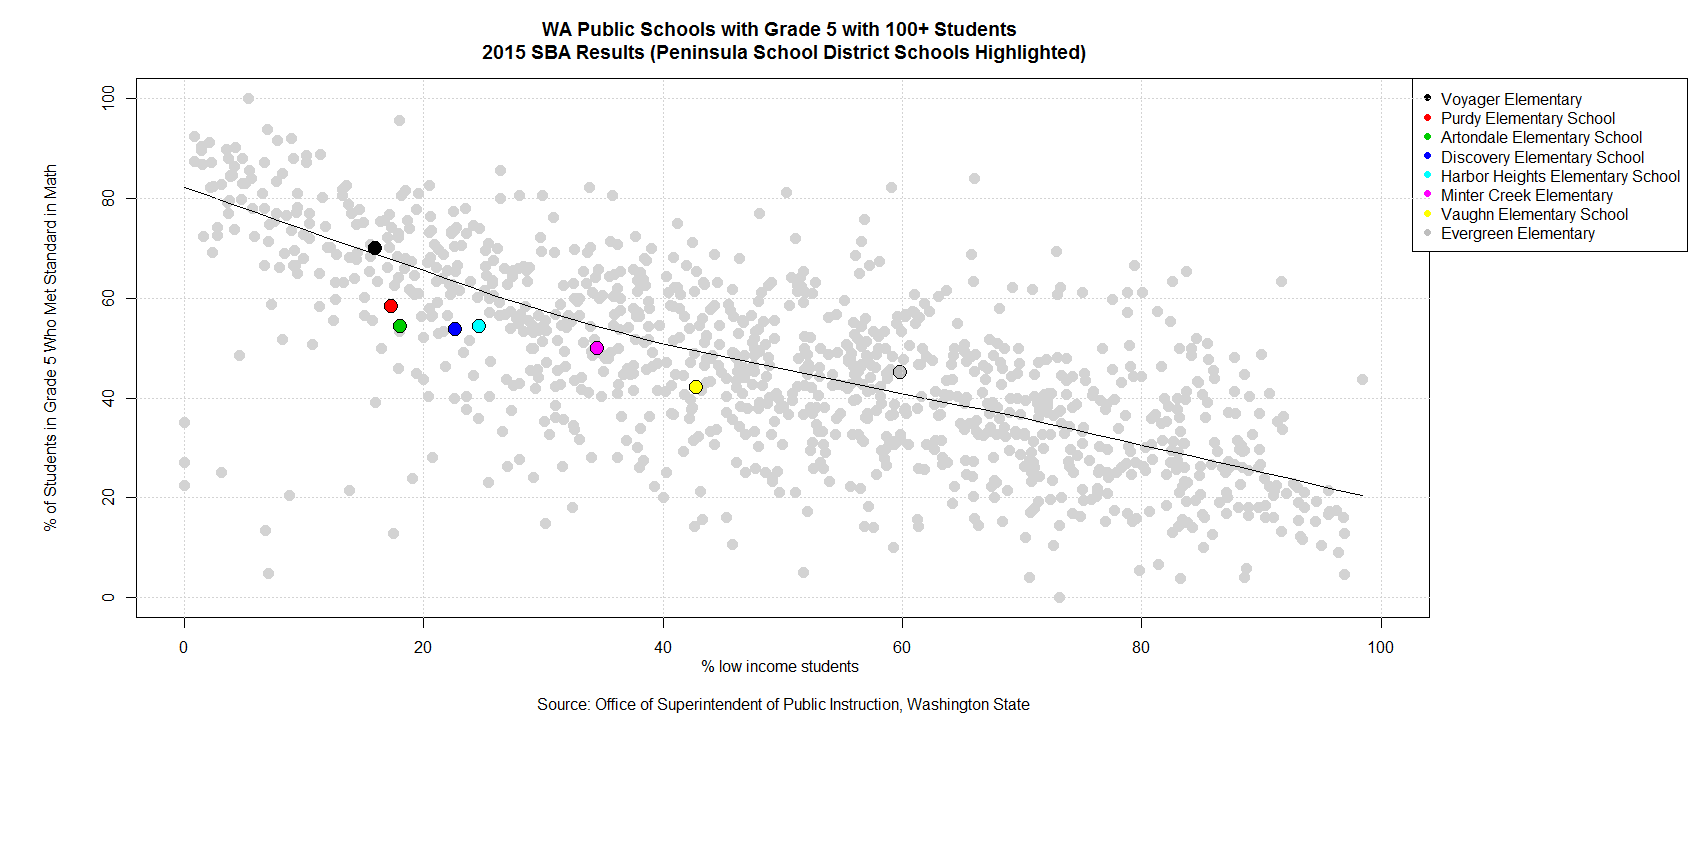 WA Public Schools with Grade 5 with 100+ Students
2015 SBA Results (Peninsula School District Schools Highlighted)
% of Students in Grade 5 Who Met Standard in Math
100
80
60
40
20
0
0 20 40 60 80 100
% low income students
Source: Office of Superintendent of Public Instruction, Washington State
Voyager Elementary
Purdy Elementary School
Artondale Elementary School
Discovery Elementary School
Harbor Heights Elementary School
Minter Creek Elementary
Vaughn Elementary School
Evergreen Elementary